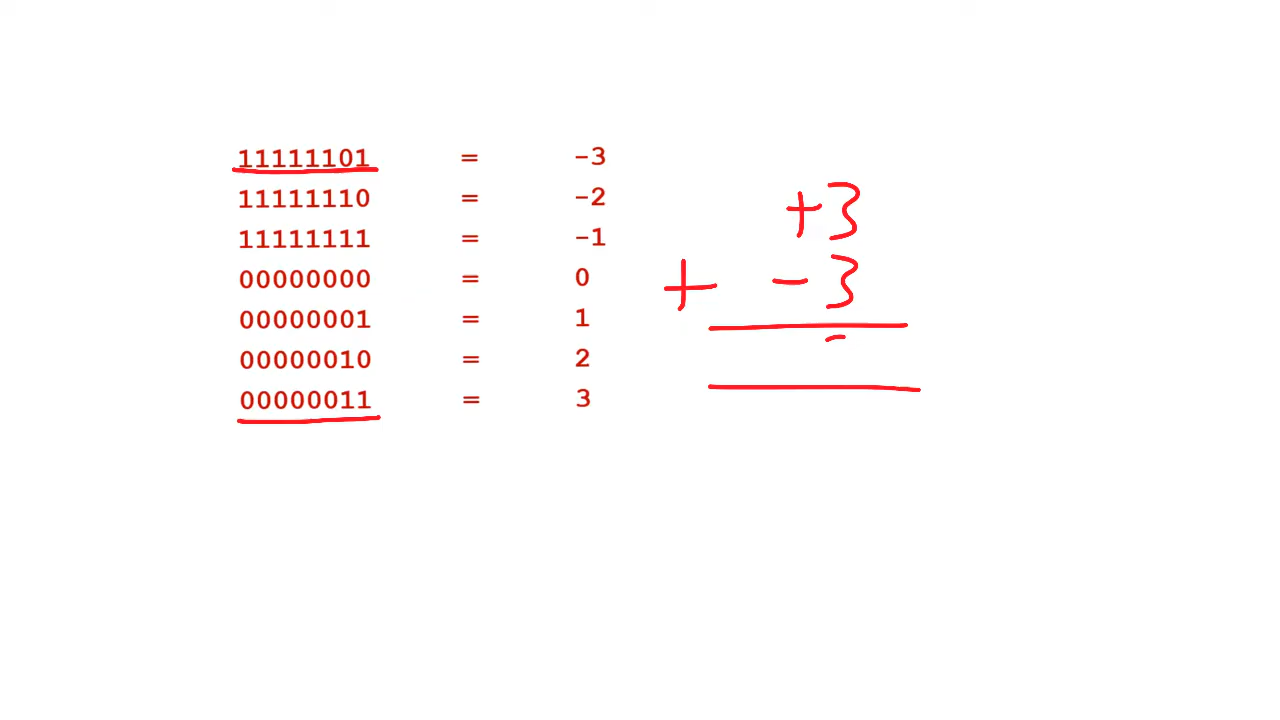 11111101 = -3
11111110 = -2
11111111 = -1
00000000 = 0
00000001 = 1
00000010 = 2
00000011 = 3
+3
+ -3